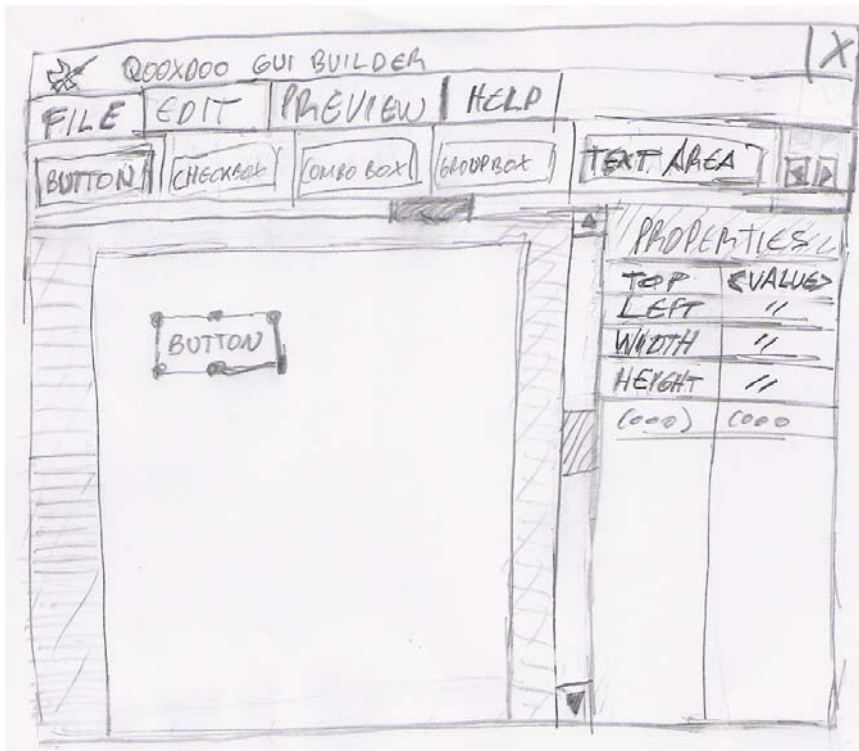 QOOXDOO GUI BUILDER X
FILE EDIT PREVIEW HELP
BUTTON CHECKBOX COMBO BOX GROUPBOX TEXT AREA
PROPERTIES
TOP <VALUE>
LEFT "
WIDTH "
HEIGHT "
(ooo) (ooo
BUTTON